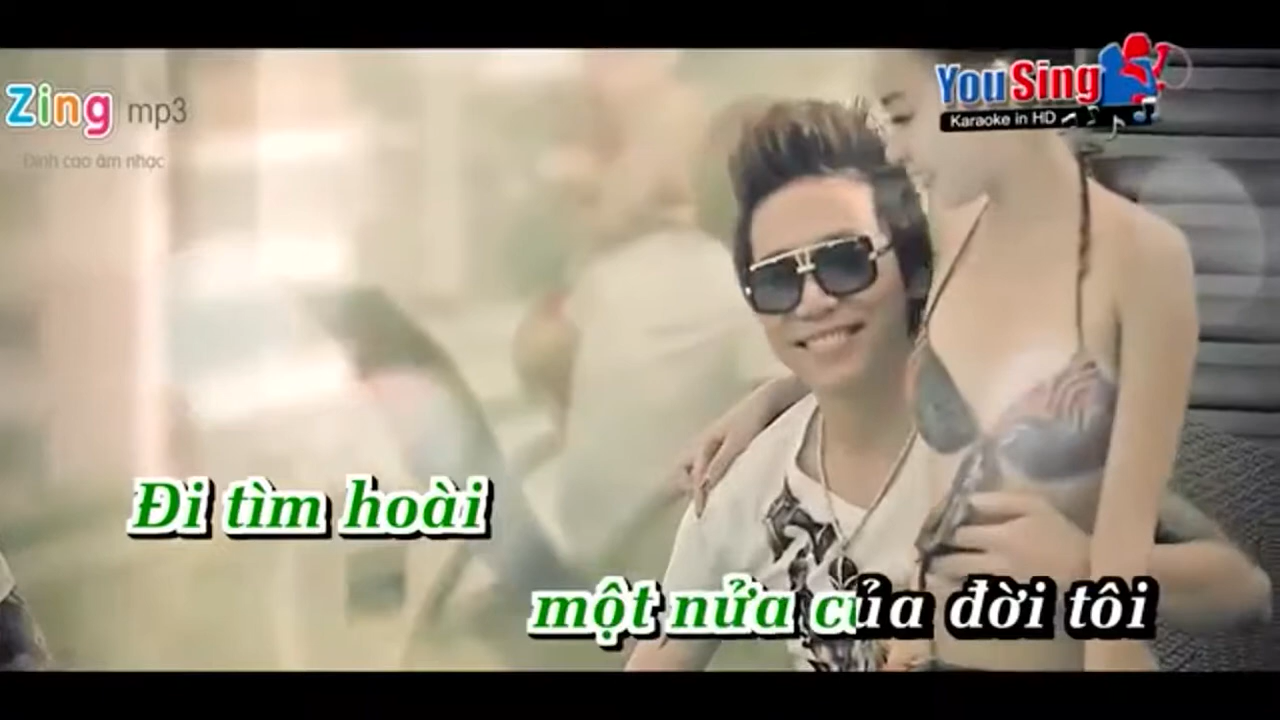 Zing mp3
Đỉnh cao âm nhạc
YouSing
Karaoke in HD
Đi tìm hoài
một nửa của đời tôi